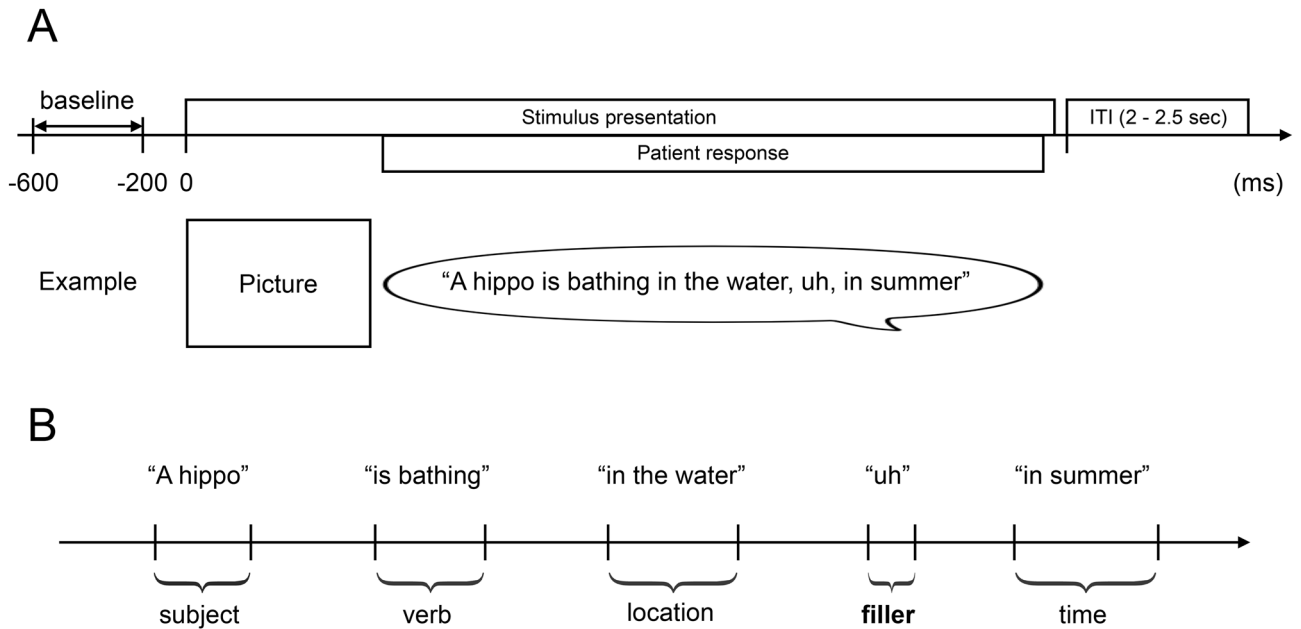 A
baseline
Stimulus presentation
ITI (2 - 2.5 sec)
Patient response
-600
-200
0
(ms)
Example
Picture
“A hippo is bathing in the water, uh, in summer”
B
“A hippo”
“is bathing”
“in the water”
“uh”
“in summer”
subject
verb
location
filler
time